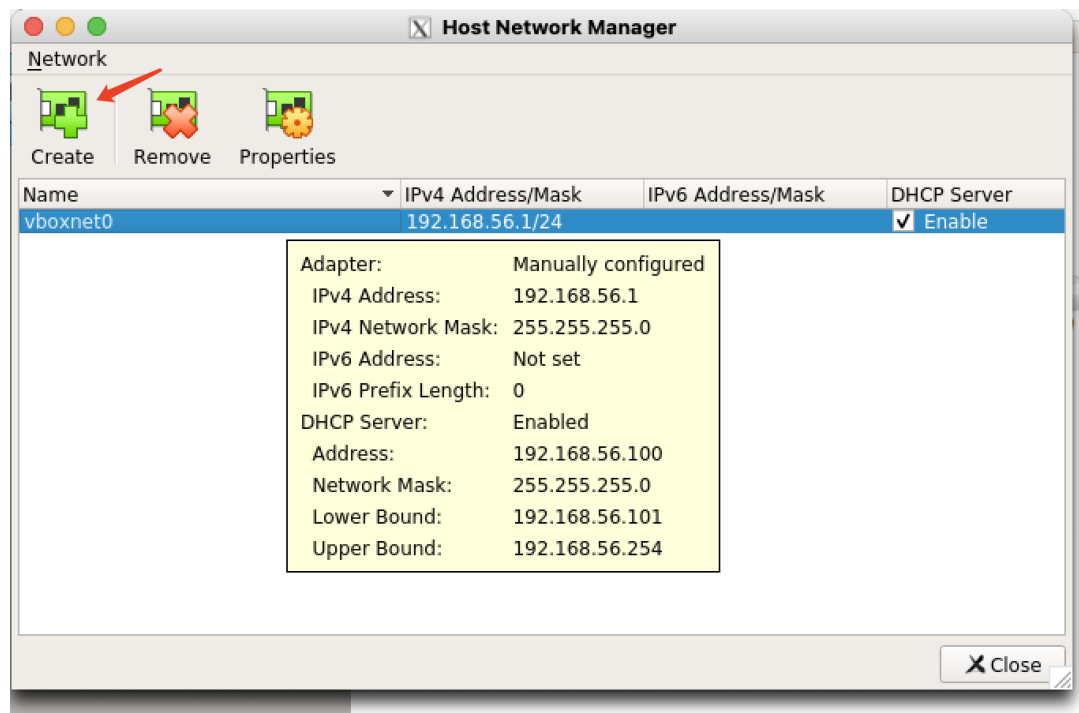 Host Network Manager
Network
Create Remove Properties
Name IPv4 Address/Mask IPv6 Address/Mask DHCP Server
vboxnet0 192.168.56.1/24 Enable
Adapter: Manually configured
IPv4 Address: 192.168.56.1
IPv4 Network Mask: 255.255.255.0
IPv6 Address: Not set
IPv6 Prefix Length: 0
DHCP Server: Enabled
Address: 192.168.56.100
Network Mask: 255.255.255.0
Lower Bound: 192.168.56.101
Upper Bound: 192.168.56.254
Close